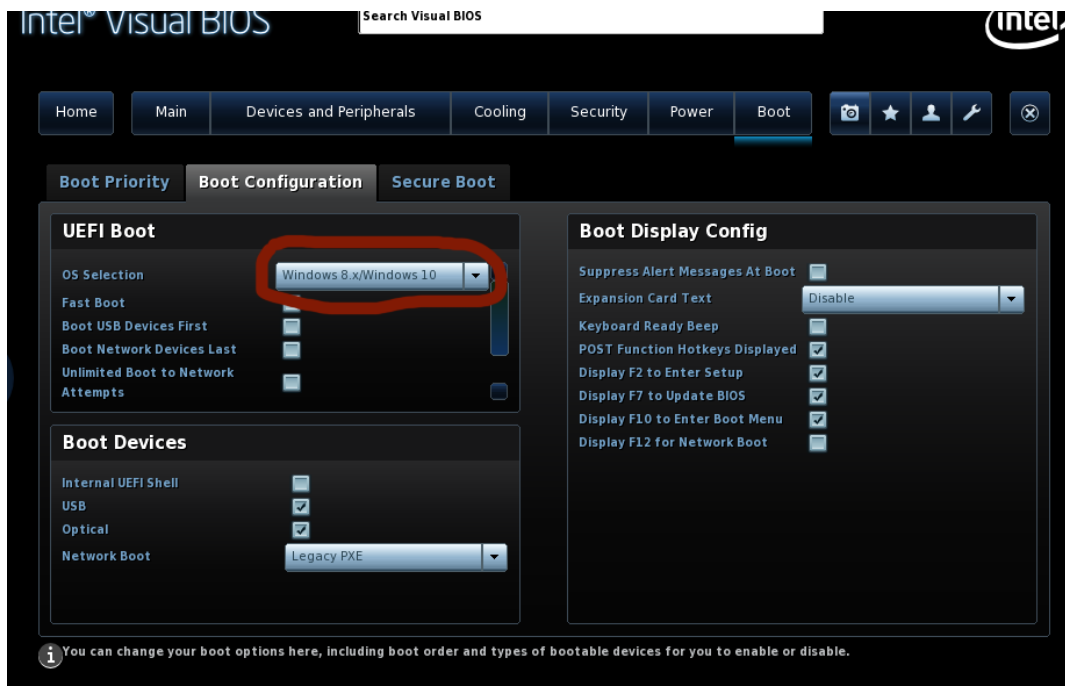 Intel® Visual BIOS
Search Visual BIOS
(intel)
Home Main Devices and Peripherals Cooling Security Power Boot
Boot Priority Boot Configuration Secure Boot
UEFI Boot
OS Selection Windows 8.x/Windows 10
Fast Boot
Boot USB Devices First
Boot Network Devices Last
Unlimited Boot to Network
Attempts
Boot Devices
Internal UEFI Shell
USB
Optical
Network Boot Legacy PXE
Boot Display Config
Suppress Alert Messages At Boot
Expansion Card Text Disable
Keyboard Ready Beep
POST Function Hotkeys Displayed
Display F2 to Enter Setup
Display F7 to Update BIOS
Display F10 to Enter Boot Menu
Display F12 for Network Boot
You can change your boot options here, including boot order and types of bootable devices for you to enable or disable.